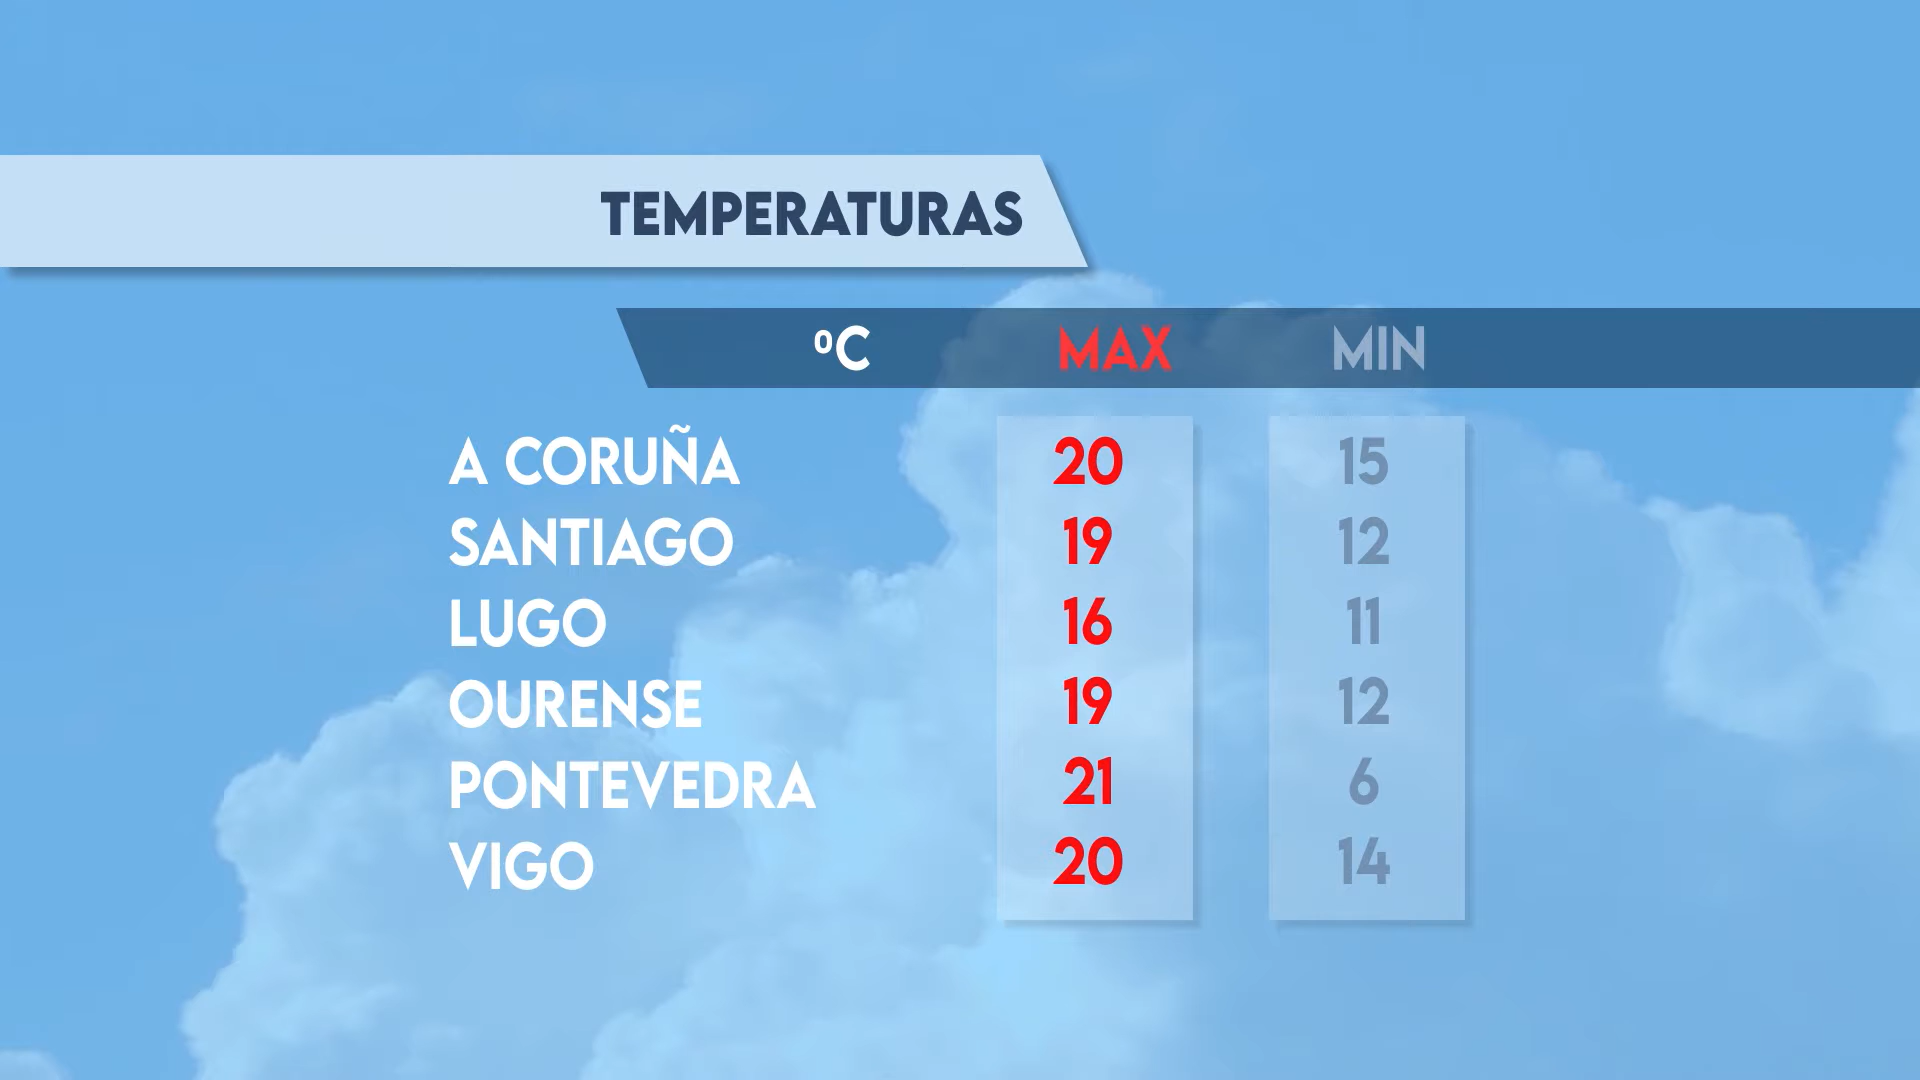 TEMPERATURAS
ºC MAX MIN
A CORUÑA 20 15
SANTIAGO 19 12
LUGO 16 11
OURENSE 19 12
PONTEVEDRA 21 6
VIGO 20 14